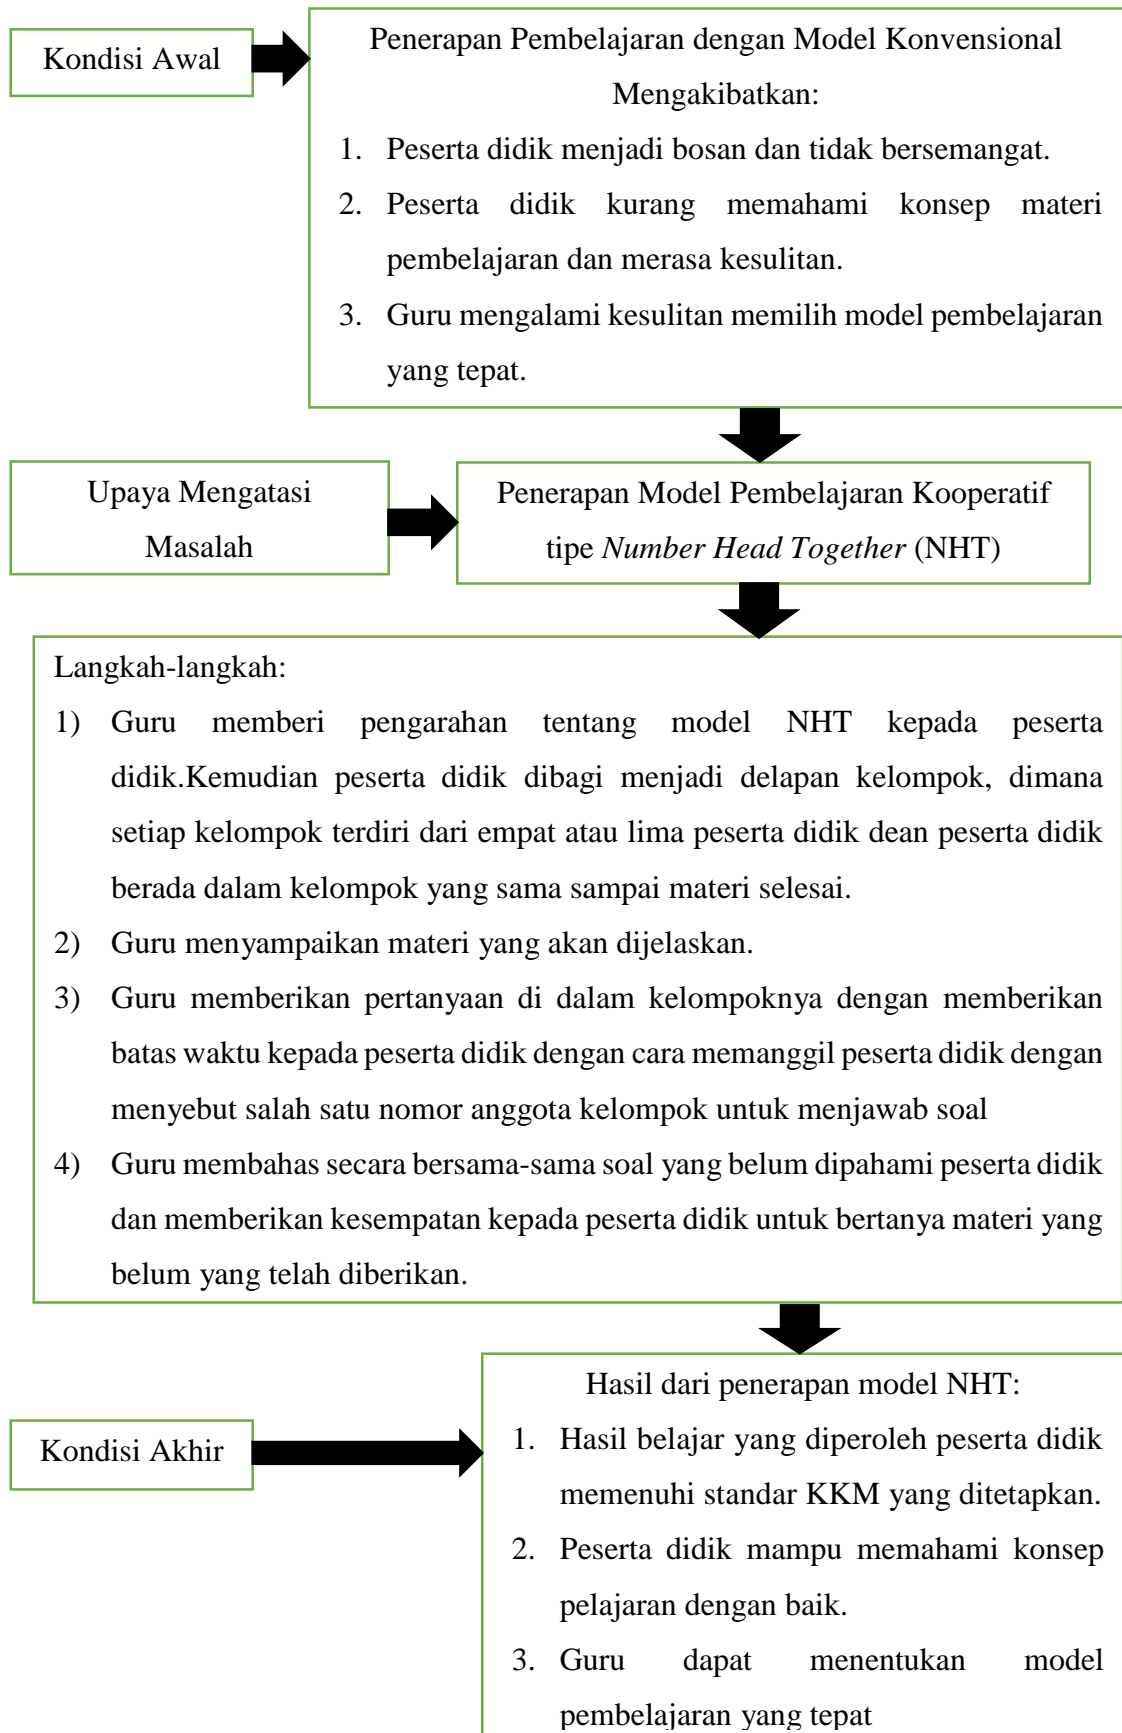 Kondisi Awal
Penerapan Pembelajaran dengan Model Konvensional
Mengakibatkan:
1. Peserta didik menjadi bosan dan tidak bersemangat.
2. Peserta didik kurang memahami konsep materi
pembelajaran dan merasa kesulitan.
3. Guru mengalami kesulitan memilih model pembelajaran
yang tepat.
Upaya Mengatasi
Masalah
Penerapan Model Pembelajaran Kooperatif
tipe Number Head Together (NHT)
Langkah-langkah:
1) Guru memberi pengarahan tentang model NHT kepada peserta
didik.Kemudian peserta didik dibagi menjadi delapan kelompok, dimana
setiap kelompok terdiri dari empat atau lima peserta didik dean peserta didik
berada dalam kelompok yang sama sampai materi selesai.
2) Guru menyampaikan materi yang akan dijelaskan.
3) Guru memberikan pertanyaan di dalam kelompoknya dengan memberikan
batas waktu kepada peserta didik dengan cara memanggil peserta didik dengan
menyebut salah satu nomor anggota kelompok untuk menjawab soal
4) Guru membahas secara bersama-sama soal yang belum dipahami peserta didik
dan memberikan kesempatan kepada peserta didik untuk bertanya materi yang
belum yang telah diberikan.
Kondisi Akhir
Hasil dari penerapan model NHT:
1. Hasil belajar yang diperoleh peserta didik
memenuhi standar KKM yang ditetapkan.
2. Peserta didik mampu memahami konsep
pelajaran dengan baik.
3. Guru dapat menentukan model
pembelajaran yang tepat